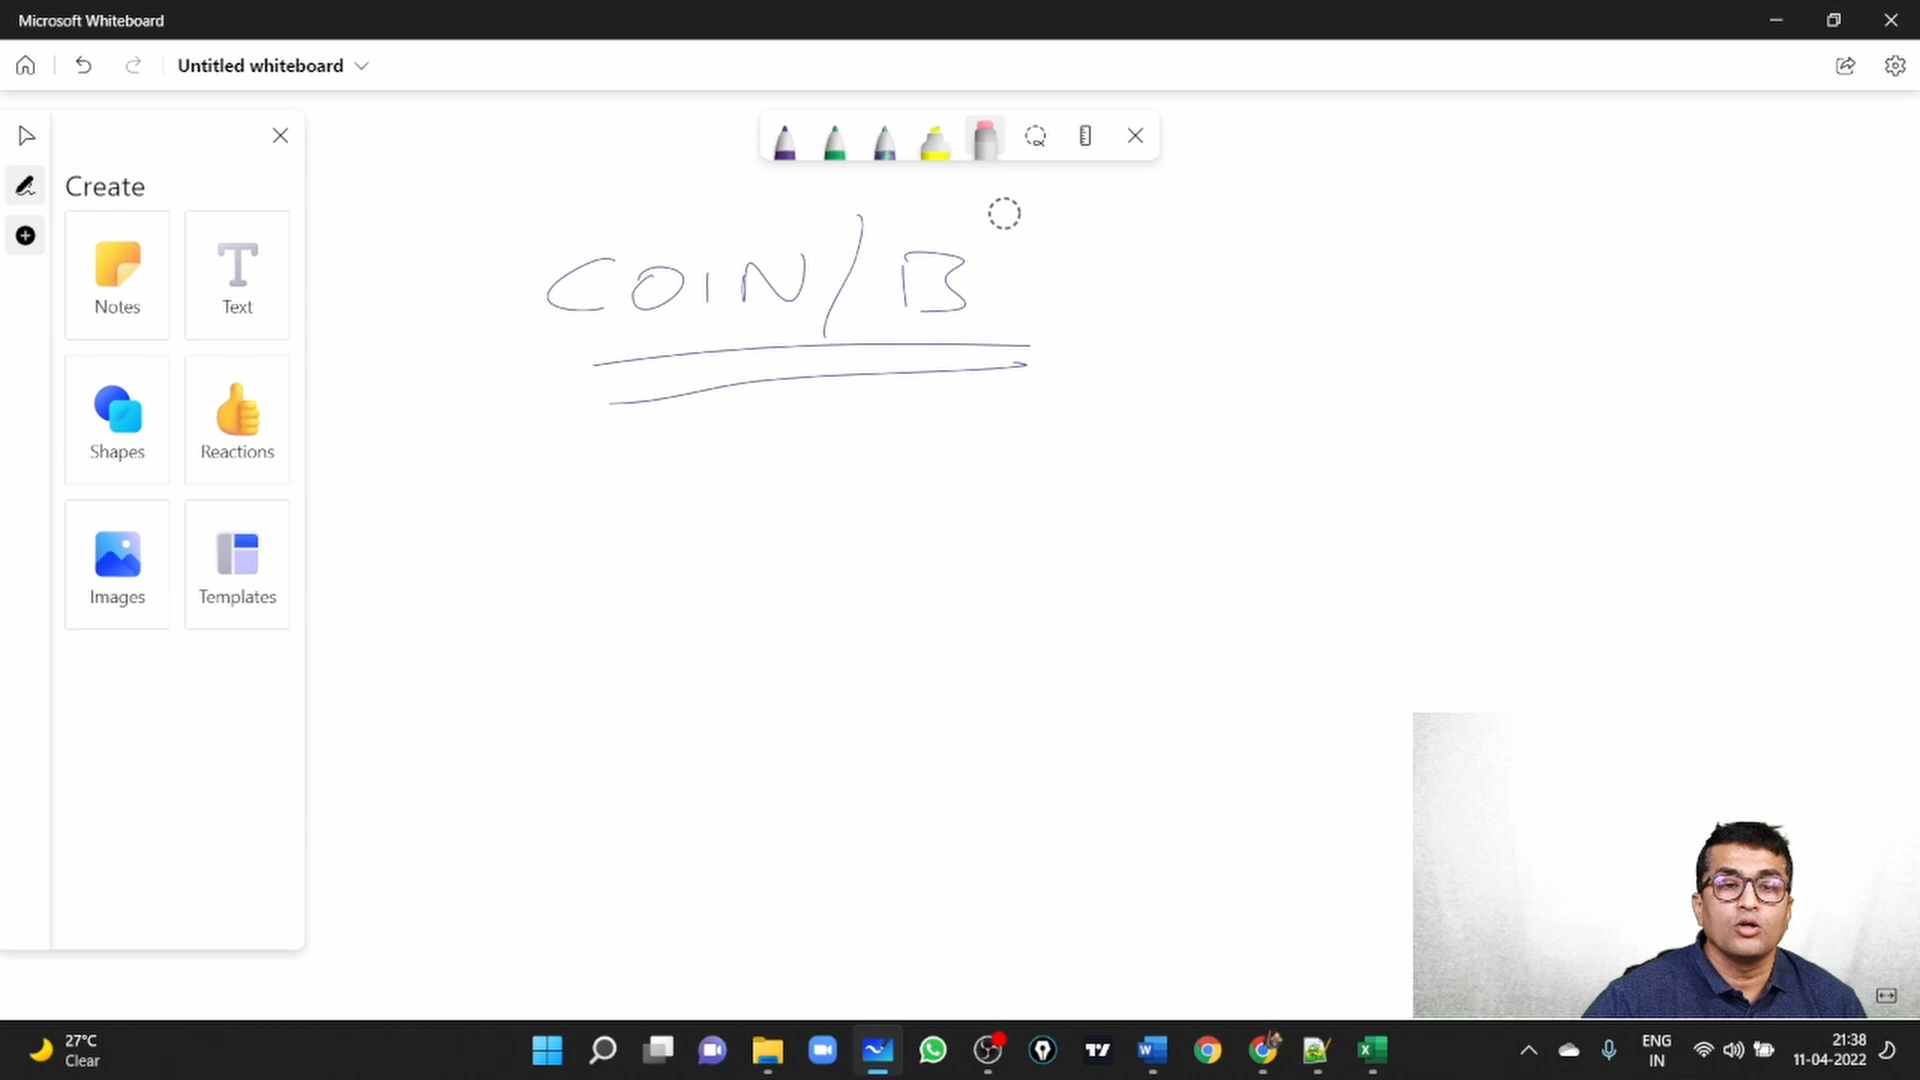 Microsoft Whiteboard
Untitled whiteboard
Create
Notes
Text
Shapes
Reactions
Images
Templates
COIN/B
27°C
Clear
ENG
IN
21:38
11-04-2022